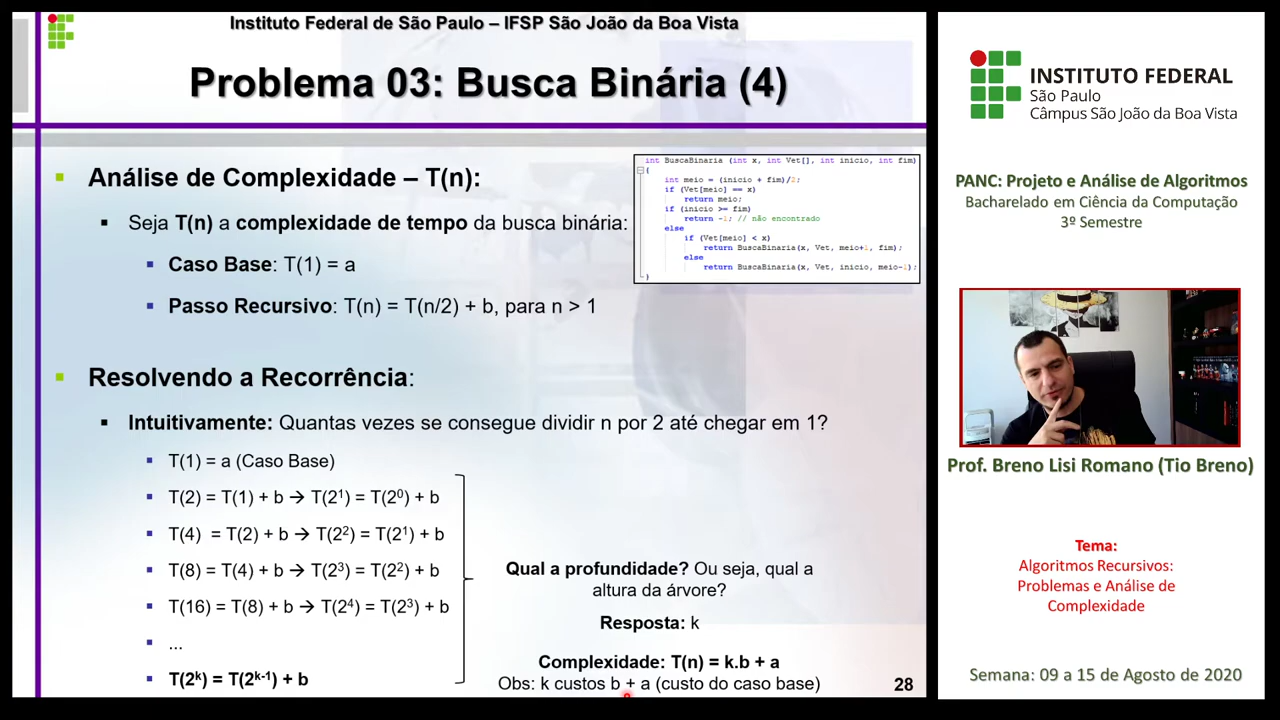 Instituto Federal de São Paulo – IFSP São João da Boa Vista
Problema 03: Busca Binária (4)
Análise de Complexidade – T(n):
Seja T(n) a complexidade de tempo da busca binária:
Caso Base: T(1) = a
Passo Recursivo: T(n) = T(n/2) + b, para n > 1
int BuscaBinaria (int x, int Vet[], int inicio, int fim)
{
int meio = (inicio + fim)/2;
if (Vet[meio] == x)
return meio;
if (inicio >= fim)
return -1; // não encontrado
else
if (Vet[meio] < x)
return BuscaBinaria(x, Vet, meio+1, fim);
else
return BuscaBinaria(x, Vet, inicio, meio-1);
}
Resolvendo a Recorrência:
Intuitivamente: Quantas vezes se consegue dividir n por 2 até chegar em 1?
T(1) = a (Caso Base)
T(2) = T(1) + b → T(2¹) = T(2⁰) + b
T(4) = T(2) + b → T(2²) = T(2¹) + b
T(8) = T(4) + b → T(2³) = T(2²) + b
T(16) = T(8) + b → T(2⁴) = T(2³) + b
...
T(2ᵏ) = T(2ᵏ⁻¹) + b
Qual a profundidade? Ou seja, qual a
altura da árvore?
Resposta: k
Complexidade: T(n) = k.b + a
Obs: k custos b + a (custo do caso base)
28
INSTITUTO FEDERAL
São Paulo
Câmpus São João da Boa Vista
PANC: Projeto e Análise de Algoritmos
Bacharelado em Ciência da Computação
3º Semestre
Prof. Breno Lisi Romano (Tio Breno)
Tema:
Algoritmos Recursivos:
Problemas e Análise de
Complexidade
Semana: 09 a 15 de Agosto de 2020